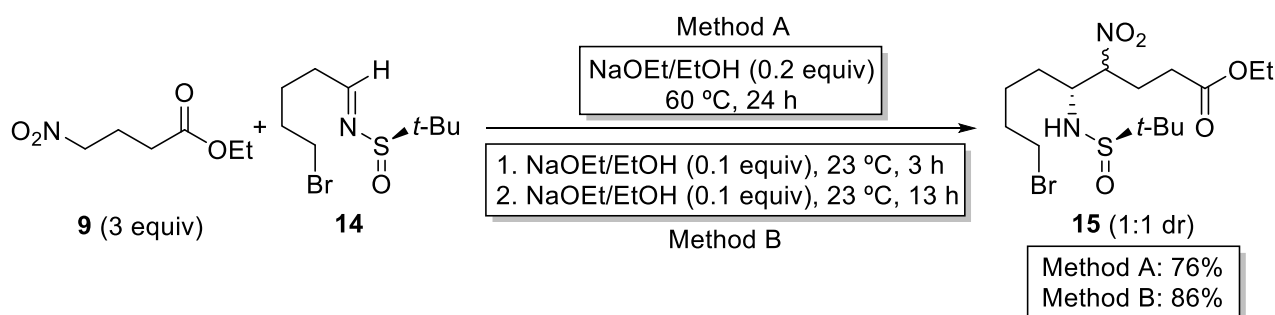 Method A
NaOEt/EtOH (0.2 equiv)
60 ºC, 24 h
1. NaOEt/EtOH (0.1 equiv), 23 ºC, 3 h
2. NaOEt/EtOH (0.1 equiv), 23 ºC, 13 h
Method B
O2N
O
OEt
9 (3 equiv)
+
H
N
S
t-Bu
O
Br
14
NO2
OEt
O
HN
S
t-Bu
O
Br
15 (1:1 dr)
Method A: 76%
Method B: 86%